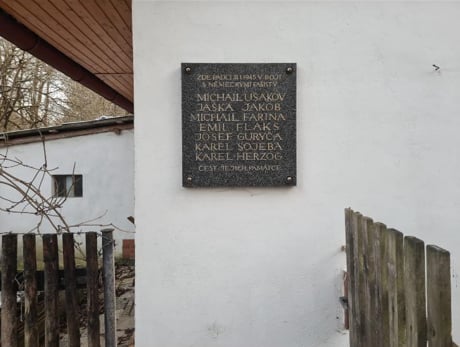 ZDE PADLI 1945 V BOJI
S NĚMECKÝMI FAŠISTY
MICHAIL UŠAKOV
JAŠKA JAKOB
MICHAIL FARINA
EMIL FLAKS
JOSEF GURYČA
KAREL SOJEBA
KAREL HERZOG
ČEST JEJICH PAMÁTCE